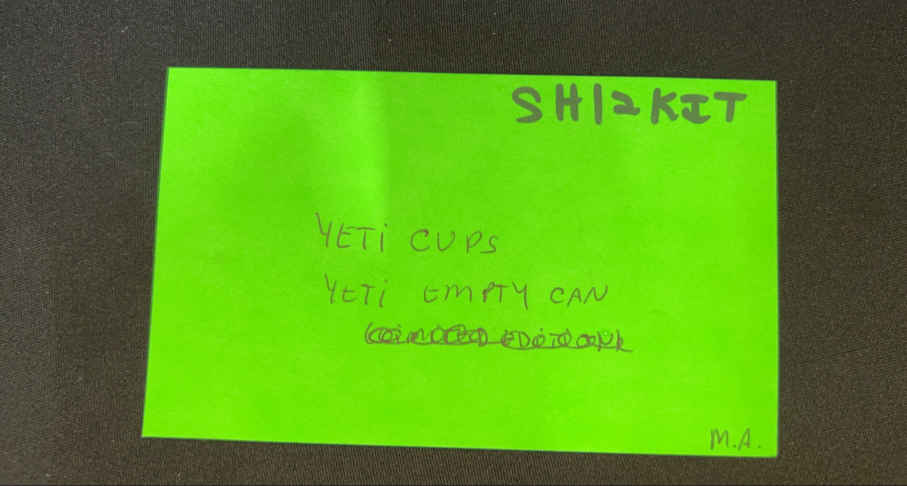 SH12KIT
YETi CUPS
YETi EMPTY CAN
M.A.